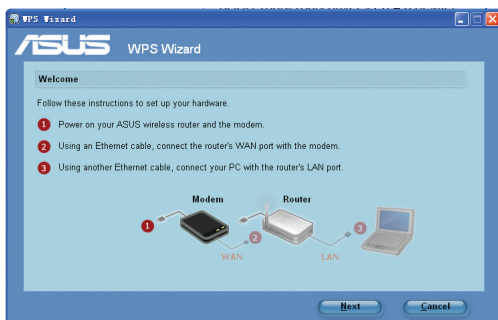 WPS Wizard
ASUS WPS Wizard
Welcome
Follow these instructions to set up your hardware.
1 Power on your ASUS wireless router and the modem.
2 Using an Ethernet cable, connect the router's WAN port with the modem.
3 Using another Ethernet cable, connect your PC with the router's LAN port.
Modem Router
1 2 3
WAN LAN
Next Cancel